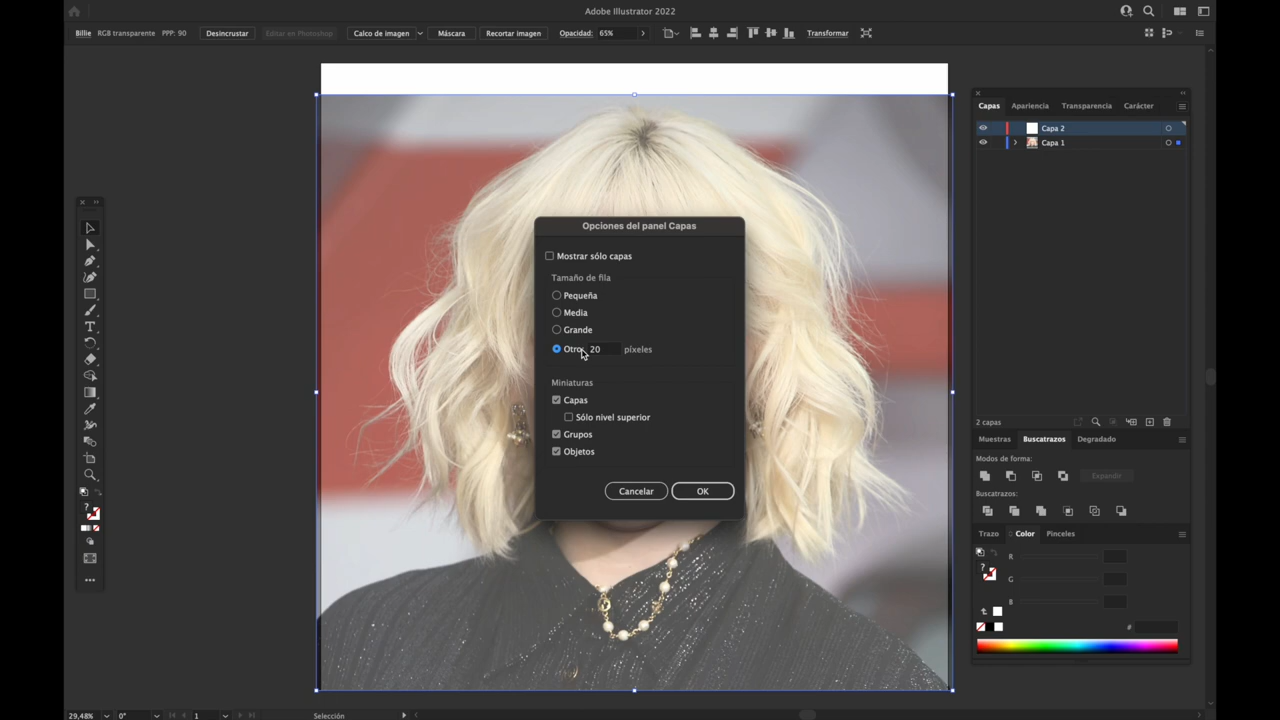 Adobe Illustrator 2022
Billie RGB transparente PPP: 90 Desincrustar Editar en Photoshop Calco de imagen Máscara Recortar imagen Opacidad: 65% Transformar
Capas Apariencia Transparencia Carácter
Capa 2
Capa 1
Opciones del panel Capas
Mostrar sólo capas
Tamaño de fila
Pequeña
Media
Grande
Otro: 20 píxeles
Miniaturas
Capas
Sólo nivel superior
Grupos
Objetos
Cancelar OK
2 capas
Muestras Buscatrazos Degradado
Modos de forma:
Expandir
Buscatrazos:
Trazo Color Pinceles
R
G
B
#
29,48% 0° 1 Selección